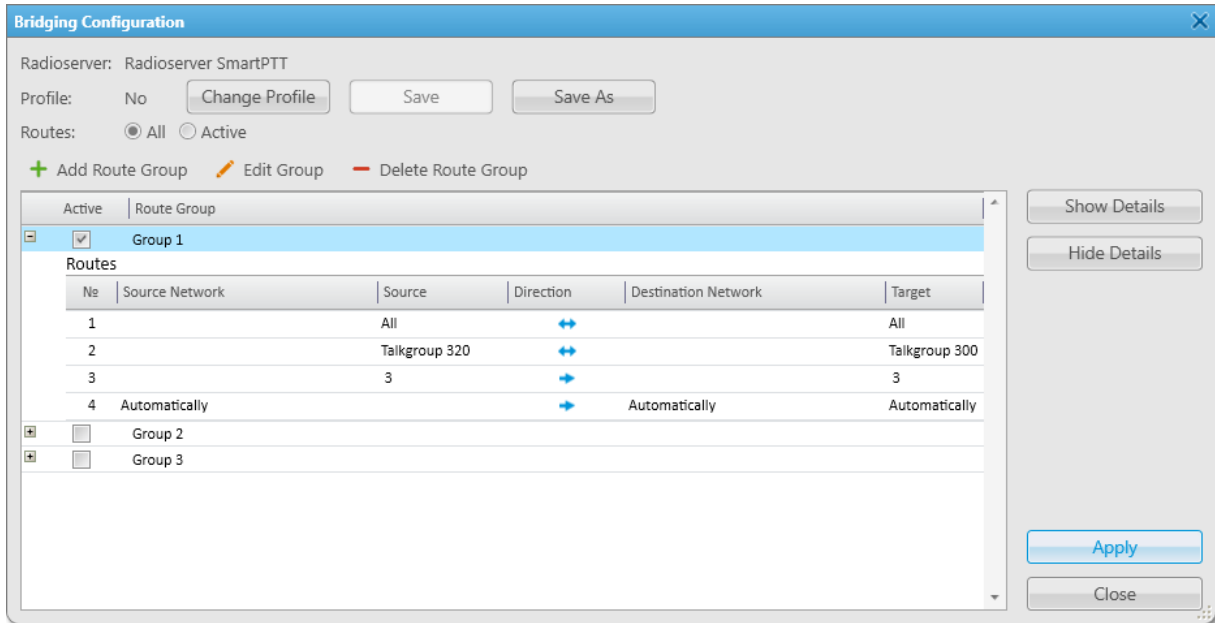 Bridging Configuration
Radioserver: Radioserver SmartPTT
Profile: No Change Profile Save Save As
Routes: All Active
Add Route Group Edit Group Delete Route Group
Active Route Group
Show Details
Group 1
Hide Details
Routes
№ Source Network Source Direction Destination Network Target
1 All All
2 Talkgroup 320 Talkgroup 300
3 3 3
4 Automatically Automatically Automatically
Group 2
Group 3
Apply
Close